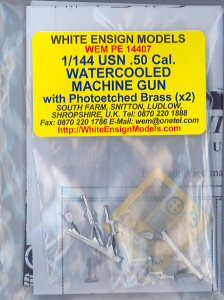 WHITE ENSIGN MODELS
WEM PE 14407
1/144 USN .50 Cal.
WATERCOOLED
MACHINE GUN
with Photoetched Brass (x2)
SOUTH FARM, SNITTON, LUDLOW,
SHROPSHIRE, U.K. Tel: 0870 220 1888
Fax: 0870 220 1786 E-Mail: wem@onetel.com
http://WhiteEnsignModels.com